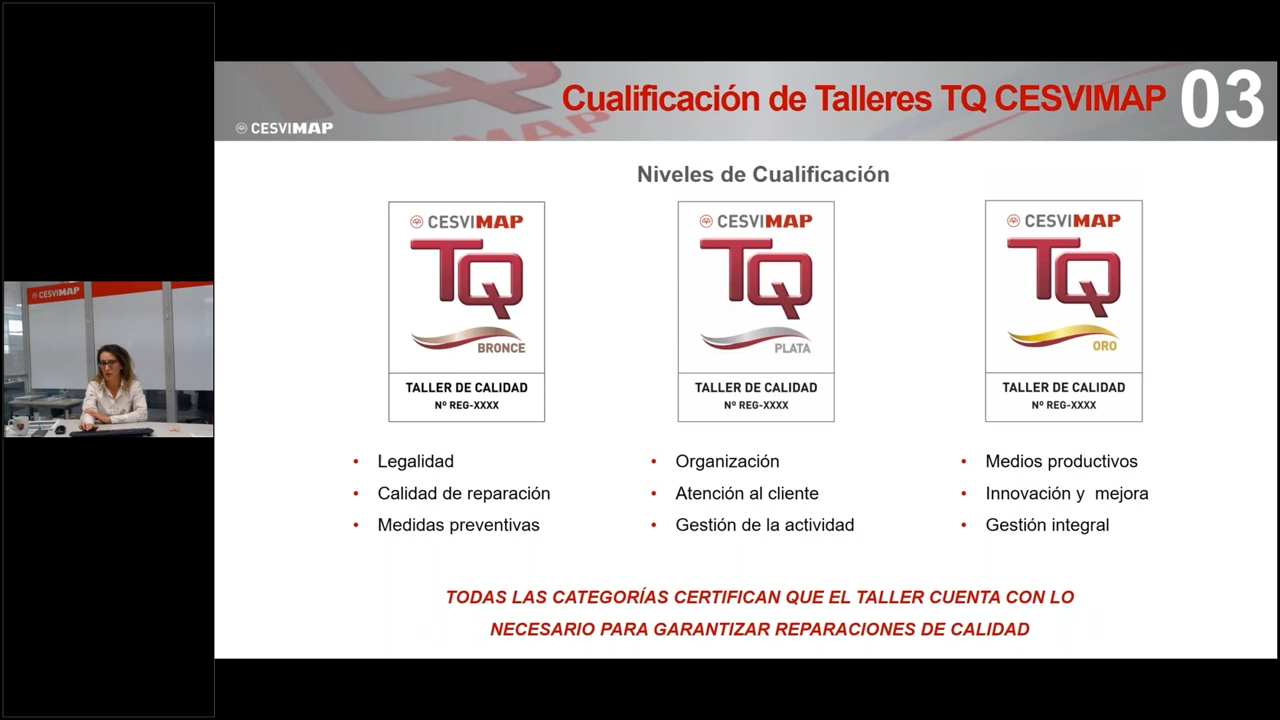 Cualificación de Talleres TQ CESVIMAP
03
CESVIMAP
Niveles de Cualificación
CESVIMAP
TQ
BRONCE
TALLER DE CALIDAD
Nº REG-XXXX
CESVIMAP
TQ
PLATA
TALLER DE CALIDAD
Nº REG-XXXX
CESVIMAP
TQ
ORO
TALLER DE CALIDAD
Nº REG-XXXX
• Legalidad
• Calidad de reparación
• Medidas preventivas
• Organización
• Atención al cliente
• Gestión de la actividad
• Medios productivos
• Innovación y mejora
• Gestión integral
TODAS LAS CATEGORÍAS CERTIFICAN QUE EL TALLER CUENTA CON LO
NECESARIO PARA GARANTIZAR REPARACIONES DE CALIDAD
CESVIMAP